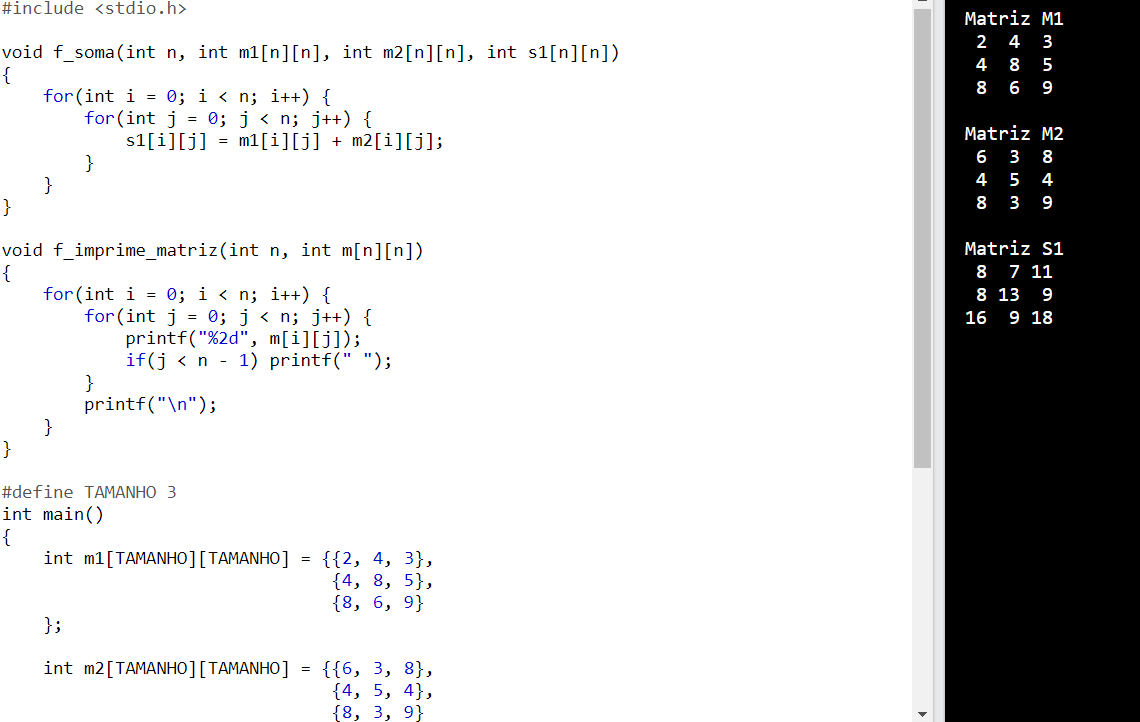 #include <stdio.h>

void f_soma(int n, int m1[n][n], int m2[n][n], int s1[n][n])
{
    for(int i = 0; i < n; i++) {
        for(int j = 0; j < n; j++) {
            s1[i][j] = m1[i][j] + m2[i][j];
        }
    }
}

void f_imprime_matriz(int n, int m[n][n])
{
    for(int i = 0; i < n; i++) {
        for(int j = 0; j < n; j++) {
            printf("%2d", m[i][j]);
            if(j < n - 1) printf(" ");
        }
        printf("\n");
    }
}

#define TAMANHO 3
int main()
{
    int m1[TAMANHO][TAMANHO] = {{2, 4, 3},
                                {4, 8, 5},
                                {8, 6, 9}
    };

    int m2[TAMANHO][TAMANHO] = {{6, 3, 8},
                                {4, 5, 4},
                                {8, 3, 9}

Matriz M1
 2  4  3
 4  8  5
 8  6  9

Matriz M2
 6  3  8
 4  5  4
 8  3  9

Matriz S1
 8  7 11
 8 13  9
16  9 18